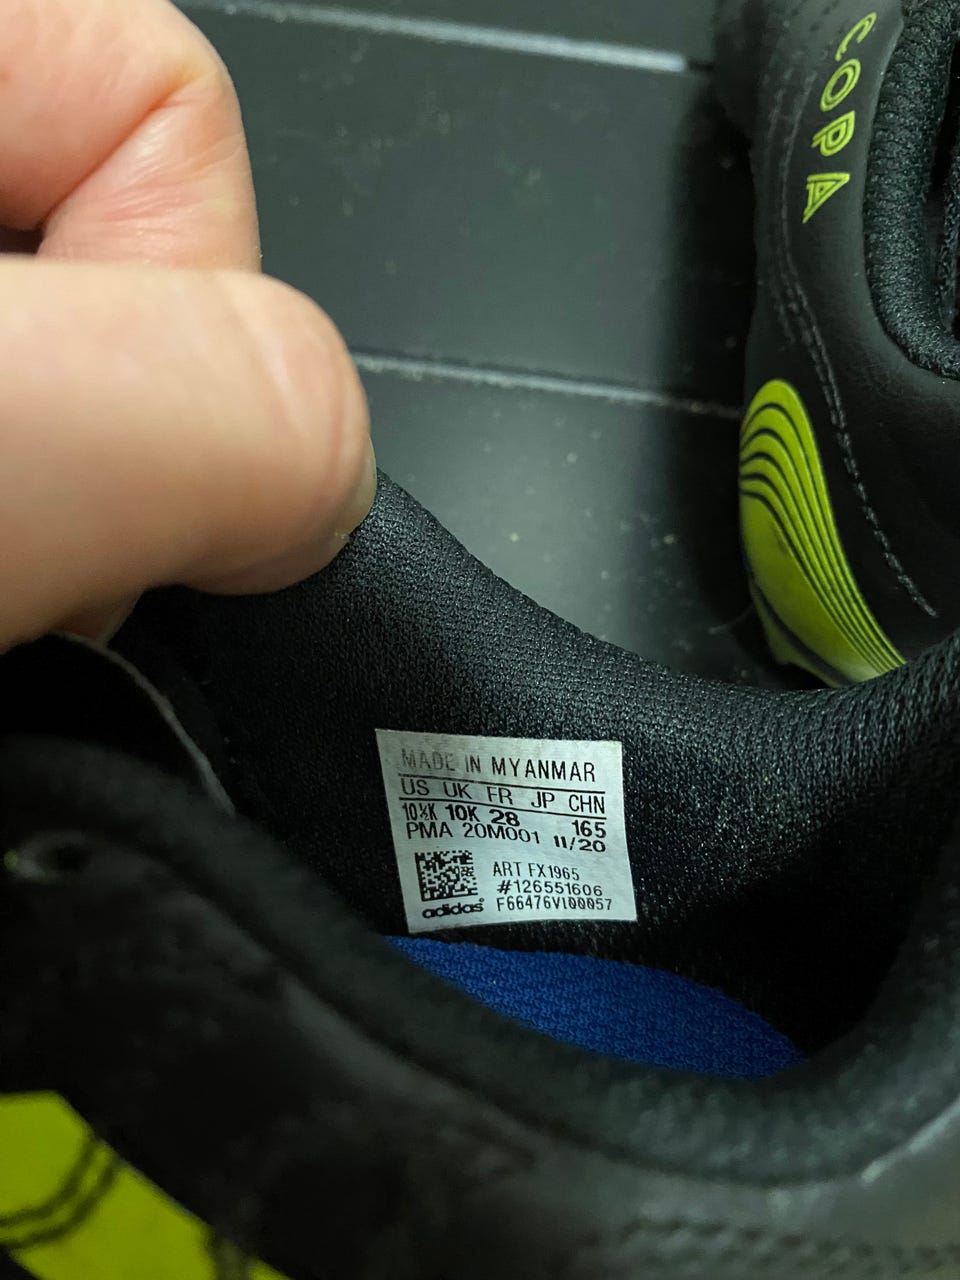 COPA
MADE IN MYANMAR
US UK FR JP CHN
10½K 10K 28 165
PMA 20M001 11/20
ART FX1965
#126551606
F66476V100057
adidas